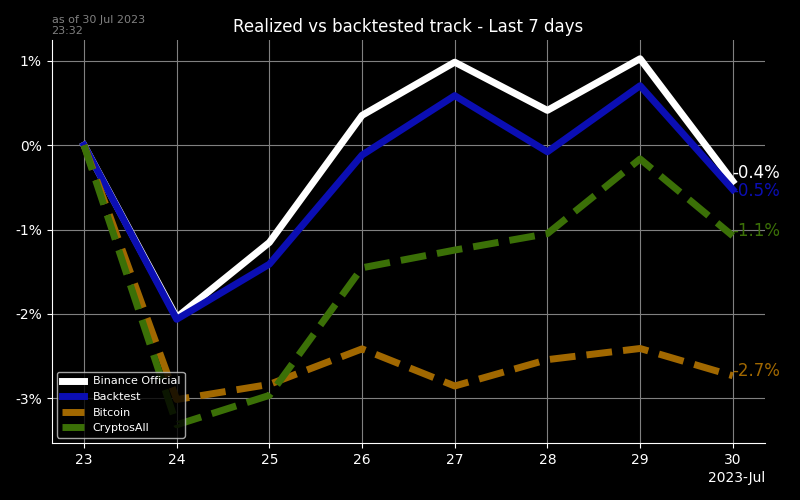 as of 30 Jul 2023
23:32
Realized vs backtested track - Last 7 days
1%
0%
-1%
-2%
-3%
-0.4%
-0.5%
-1.1%
-2.7%
Binance Official
Backtest
Bitcoin
CryptosAll
23 24 25 26 27 28 29 30
2023-Jul